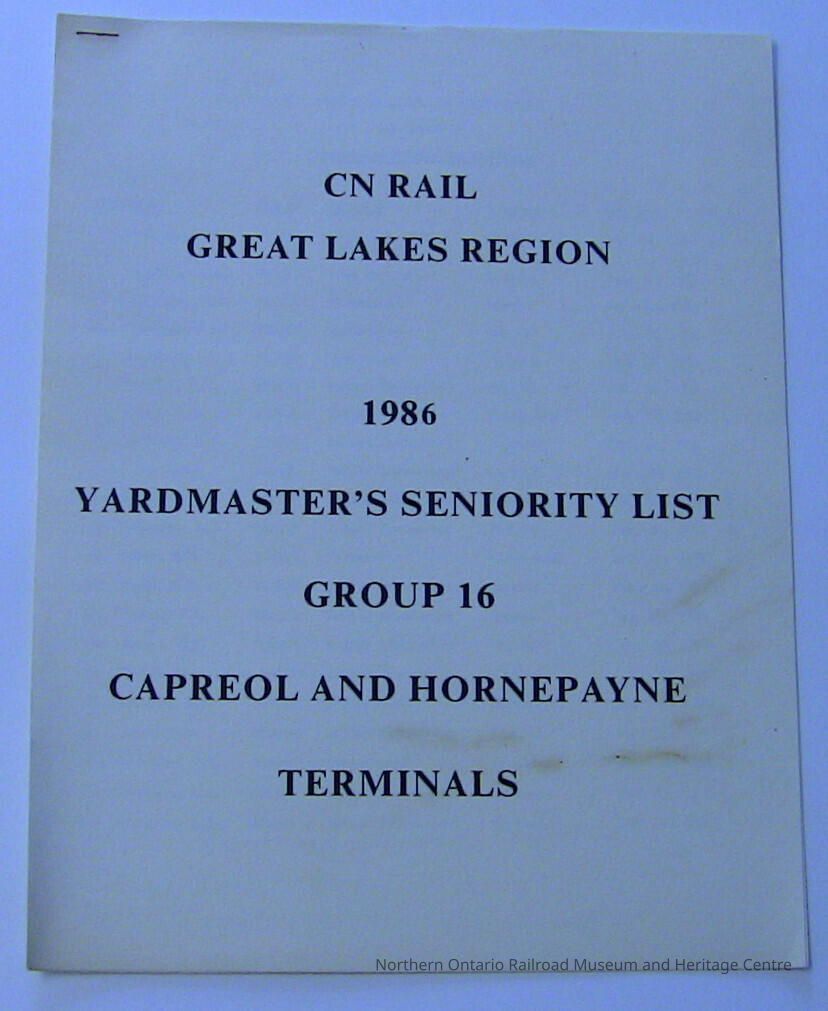 CN RAIL
GREAT LAKES REGION
1986
YARDMASTER'S SENIORITY LIST
GROUP 16
CAPREOL AND HORNEPAYNE
TERMINALS
Northern Ontario Railroad Museum and Heritage Centre